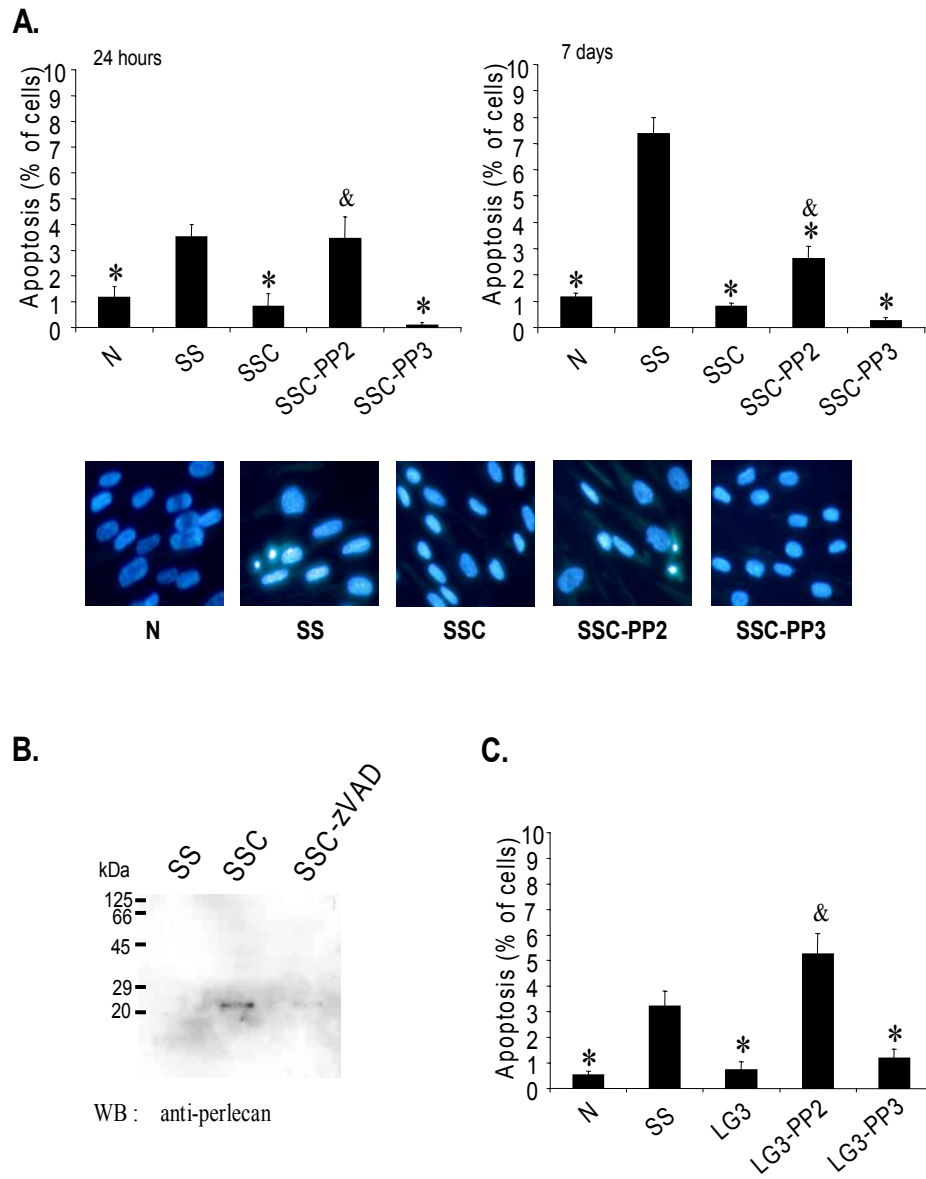 A.
24 hours
Apoptosis (% of cells)
10
9
8
7
6
5
4
3
2
1
0
*
*
&
*
N
SS
SSC
SSC-PP2
SSC-PP3
7 days
Apoptosis (% of cells)
10
9
8
7
6
5
4
3
2
1
0
*
*
&
*
*
N
SS
SSC
SSC-PP2
SSC-PP3
N
SS
SSC
SSC-PP2
SSC-PP3
B.
SS
SSC
SSC-zVAD
kDa
125
66
45
29
20
WB : anti-perlecan
C.
Apoptosis (% of cells)
10
9
8
7
6
5
4
3
2
1
0
*
*
&
*
N
SS
LG3
LG3-PP2
LG3-PP3